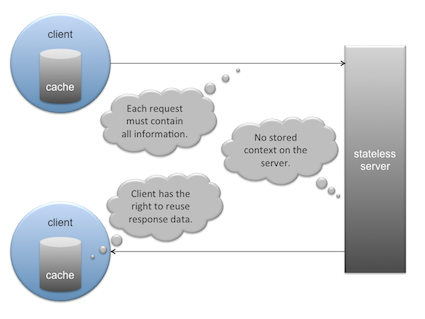 client
cache
Each request
must contain
all information.
No stored
context on the
server.
stateless
server
Client has the
right to reuse
response data.
client
cache